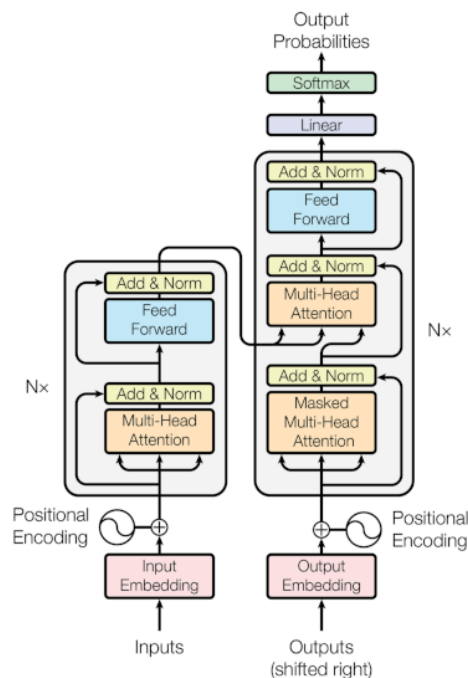 Output
Probabilities
Softmax
Linear
Add & Norm
Feed
Forward
Add & Norm
Multi-Head
Attention
Nx
Add & Norm
Masked
Multi-Head
Attention
Add & Norm
Feed
Forward
Nx
Add & Norm
Multi-Head
Attention
Positional
Encoding
Positional
Encoding
Input
Embedding
Output
Embedding
Inputs
Outputs
(shifted right)